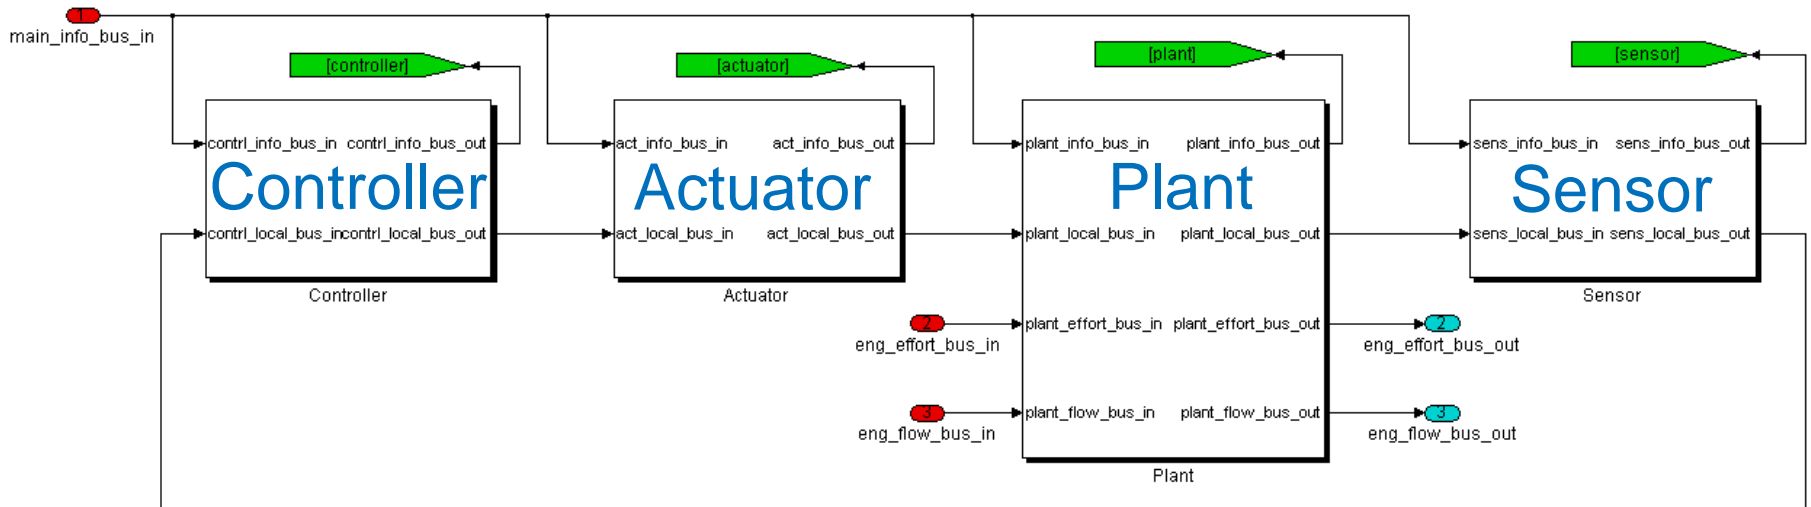 1
main_info_bus_in
[controller]
[actuator]
[plant]
[sensor]
contrl_info_bus_in contrl_info_bus_out
Controller
contrl_local_bus_in contrl_local_bus_out
Controller
act_info_bus_in act_info_bus_out
Actuator
act_local_bus_in act_local_bus_out
Actuator
plant_info_bus_in plant_info_bus_out
Plant
plant_local_bus_in plant_local_bus_out
2
eng_effort_bus_in
plant_effort_bus_in plant_effort_bus_out
2
eng_effort_bus_out
3
eng_flow_bus_in
plant_flow_bus_in plant_flow_bus_out
3
eng_flow_bus_out
Plant
sens_info_bus_in sens_info_bus_out
Sensor
sens_local_bus_in sens_local_bus_out
Sensor